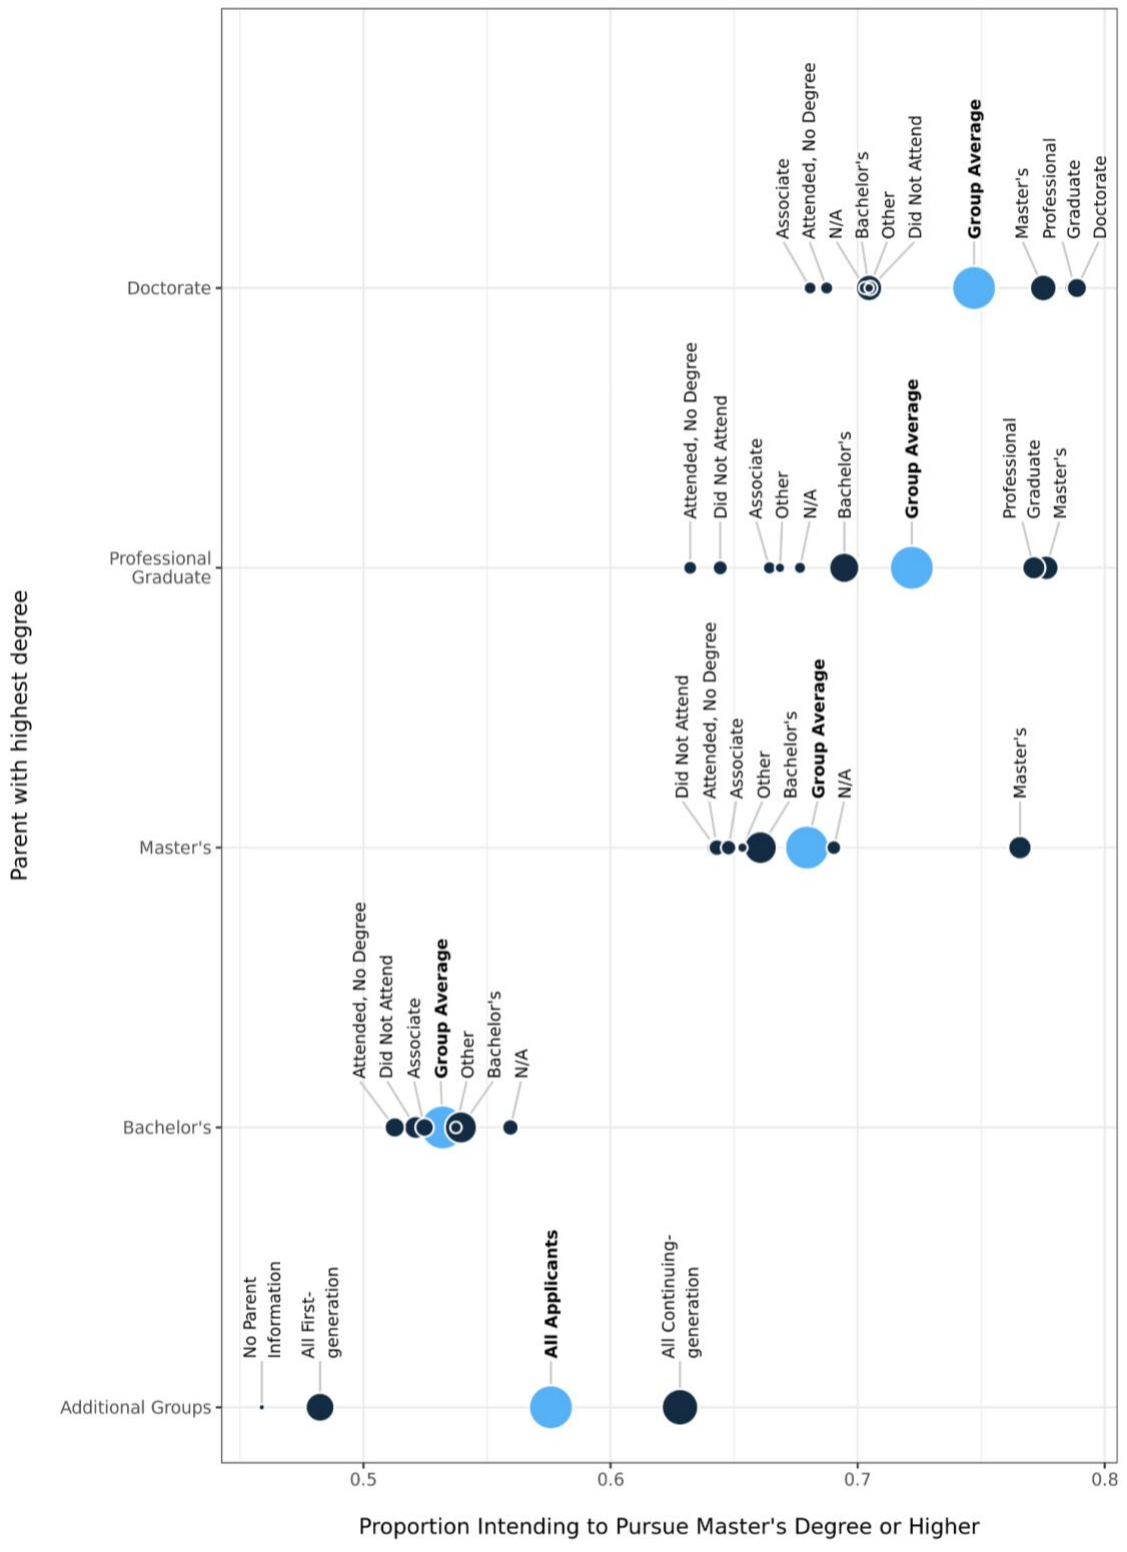 Associate
Attended, No Degree
N/A
Bachelor's
Other
Did Not Attend
Group Average
Master's
Professional
Graduate
Doctorate
Doctorate
Attended, No Degree
Did Not Attend
Associate
Other
N/A
Bachelor's
Group Average
Professional
Graduate
Master's
Professional
Graduate
Did Not Attend
Attended, No Degree
Associate
Other
Bachelor's
Group Average
N/A
Master's
Master's
Attended, No Degree
Did Not Attend
Associate
Group Average
Other
Bachelor's
N/A
Bachelor's
No Parent
Information
All First-
generation
All Applicants
All Continuing-
generation
Additional Groups
0.5
0.6
0.7
0.8
Proportion Intending to Pursue Master's Degree or Higher
Parent with highest degree